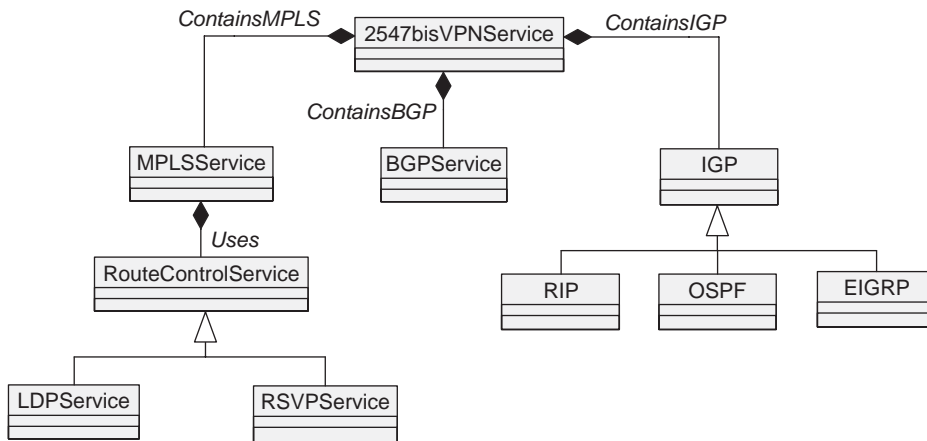 ContainsMPLS
2547bisVPNService
ContainsIGP
ContainsBGP
MPLSService
BGPService
IGP
Uses
RouteControlService
RIP
OSPF
EIGRP
LDPService
RSVPService